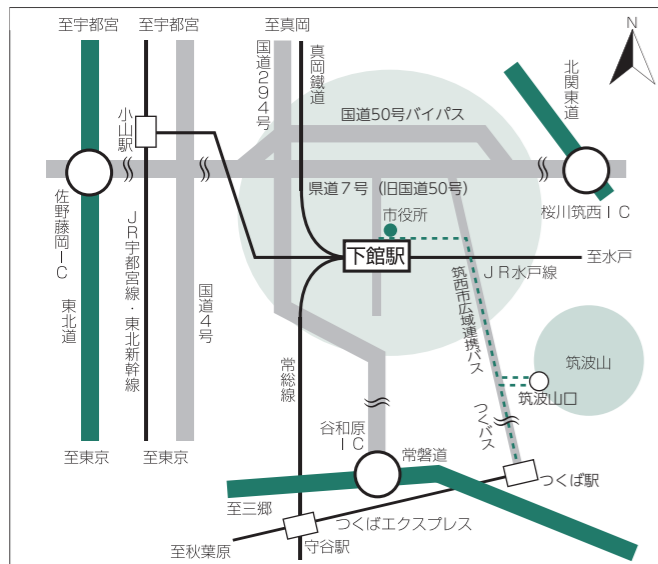 至宇都宮
至宇都宮
至真岡
N
国道294号
真岡鐵道
北関東道
小山駅
国道50号バイパス
県道7号(旧国道50号)
市役所
桜川筑西IC
佐野藤岡IC
下館駅
至水戸
JR水戸線
JR宇都宮線・東北新幹線
国道4号
東北道
筑西市広域連携バス
常総線
筑波山
筑波山口
つくバス
谷和原
IC
常磐道
至東京
至東京
つくば駅
至三郷
つくばエクスプレス
至秋葉原
守谷駅